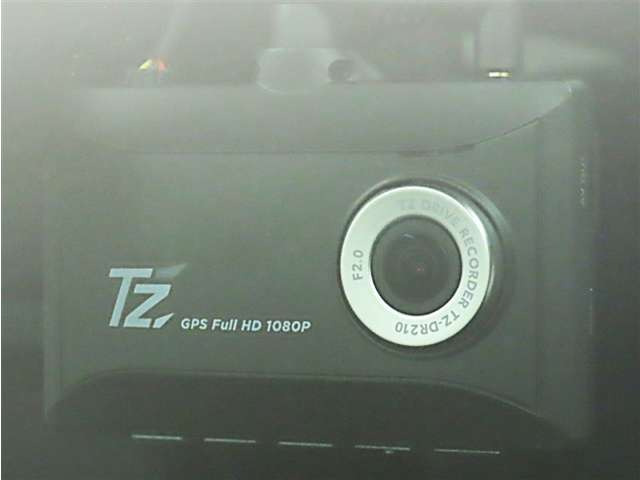 TZ DRIVE RECORDER TZ-DR210
F2.0
TZ
GPS Full HD 1080P